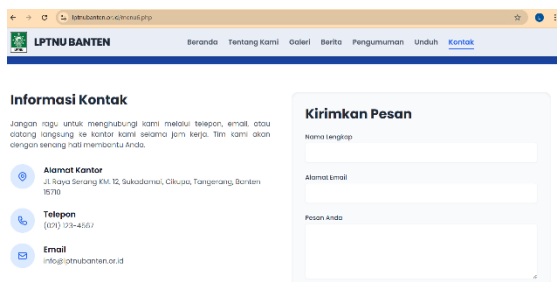 lptnubanten.or.id/menu6.php
LPTNU BANTEN
Beranda Tentang Kami Galeri Berita Pengumuman Unduh Kontak
Informasi Kontak
Jangan ragu untuk menghubungi kami melalui telepon, email, atau
datang langsung ke kantor kami selama jam kerja. Tim kami akan
dengan senang hati membantu Anda.
Alamat Kantor
Jl. Raya Serang KM. 12, Sukadamai, Cikupa, Tangerang, Banten
15710
Telepon
(021) 123-4567
Email
info@lptnubanten.or.id
Kirimkan Pesan
Nama Lengkap
Alamat Email
Pesan Anda